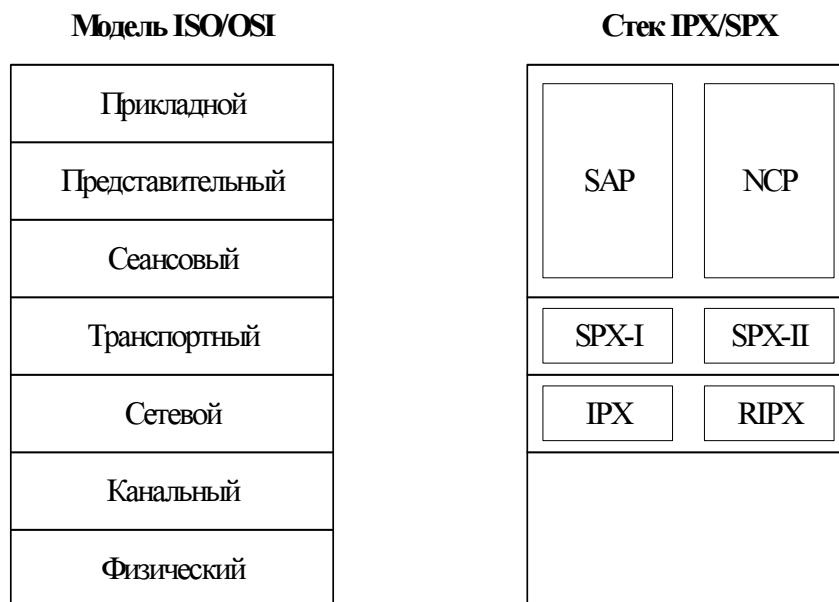 Модель ISO/OSI
Стек IPX/SPX
Прикладной
Представительный
Сеансовый
Транспортный
Сетевой
Канальный
Физический
SAP
NCP
SPX-I
SPX-II
IPX
RIPX